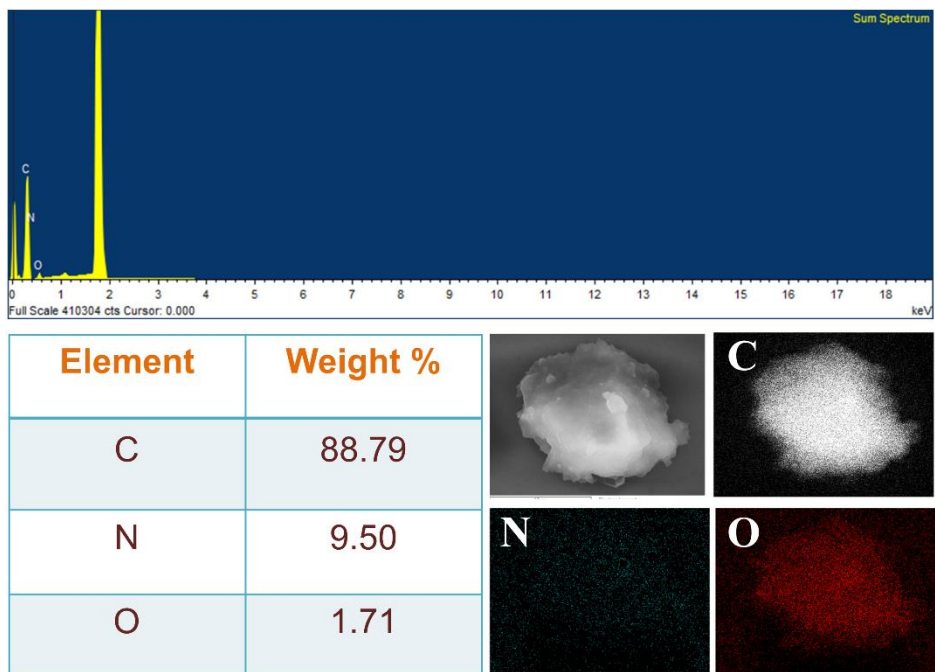 Sum Spectrum
C
N
O
0 1 2 3 4 5 6 7 8 9 10 11 12 13 14 15 16 17 18
Full Scale 410304 cts Cursor: 0.000 keV
Element Weight %
C 88.79
N 9.50
O 1.71
C
N O